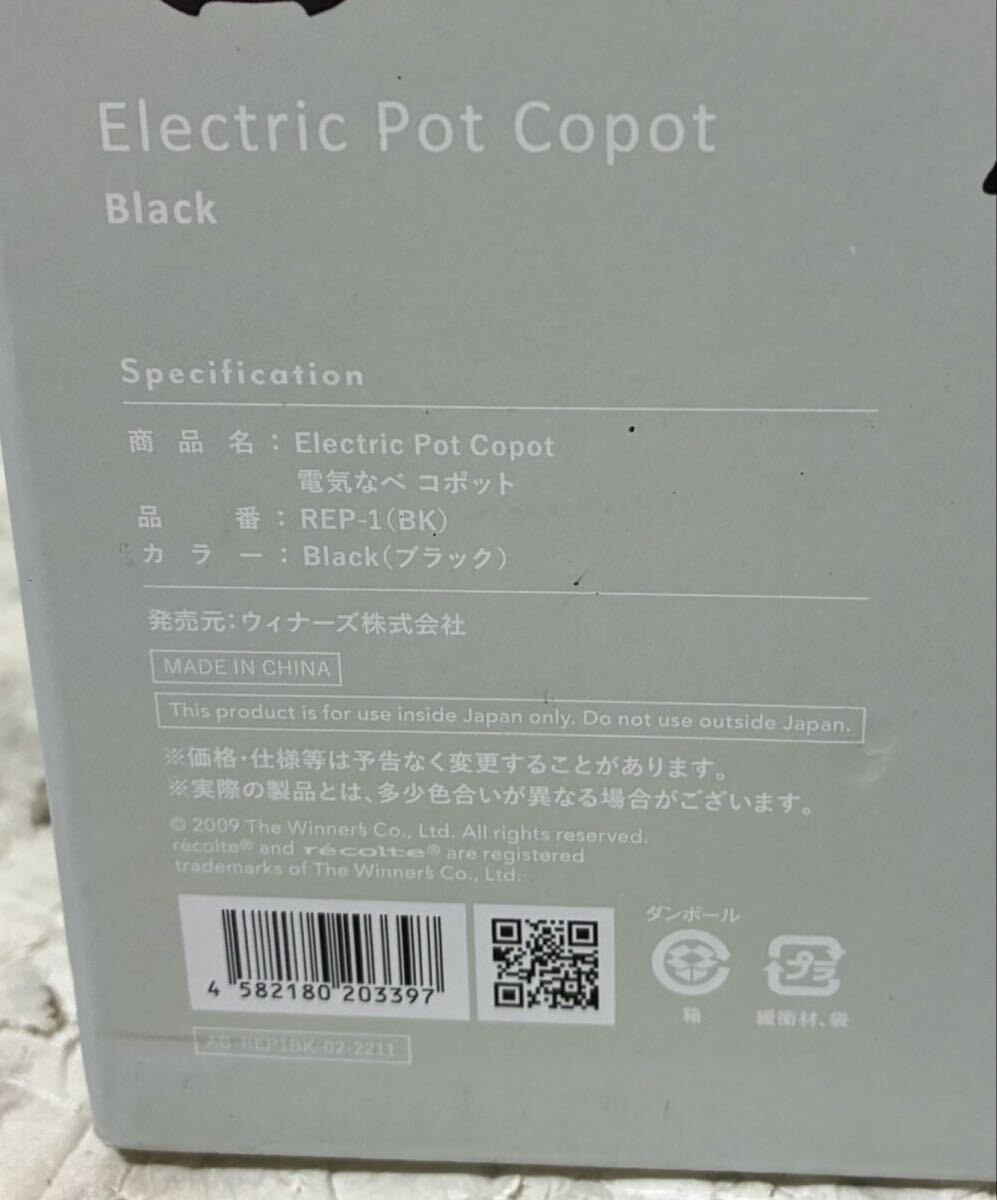 Electric Pot Copot
Black
Specification
商品名：Electric Pot Copot
電気なべ コポット
品番：REP-1(BK)
カラー：Black(ブラック)
発売元：ウィナーズ株式会社
MADE IN CHINA
This product is for use inside Japan only. Do not use outside Japan.
※価格・仕様等は予告なく変更することがあります。
※実際の製品とは、多少色合いが異なる場合がございます。
© 2009 The Winner's Co., Ltd. All rights reserved.
récolte® and récolte® are registered
trademarks of The Winner's Co., Ltd.
4 582180 203397
ダンボール
プラ
箱
緩衝材、袋
AG-REP1BK-02-2211